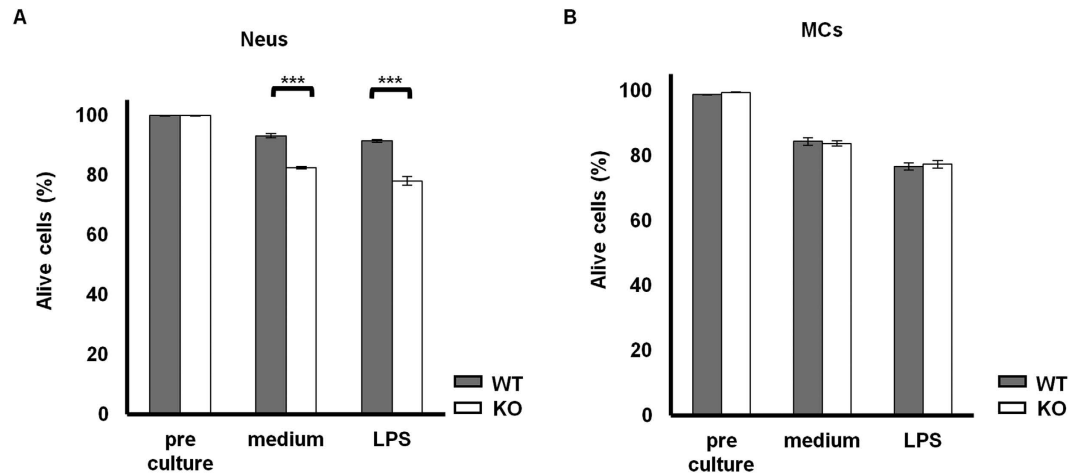 A
Neus
***
***
100
80
60
40
20
0
Alive cells (%)
pre
culture
medium
LPS
WT
KO
B
MCs
100
80
60
40
20
0
Alive cells (%)
pre
culture
medium
LPS
WT
KO